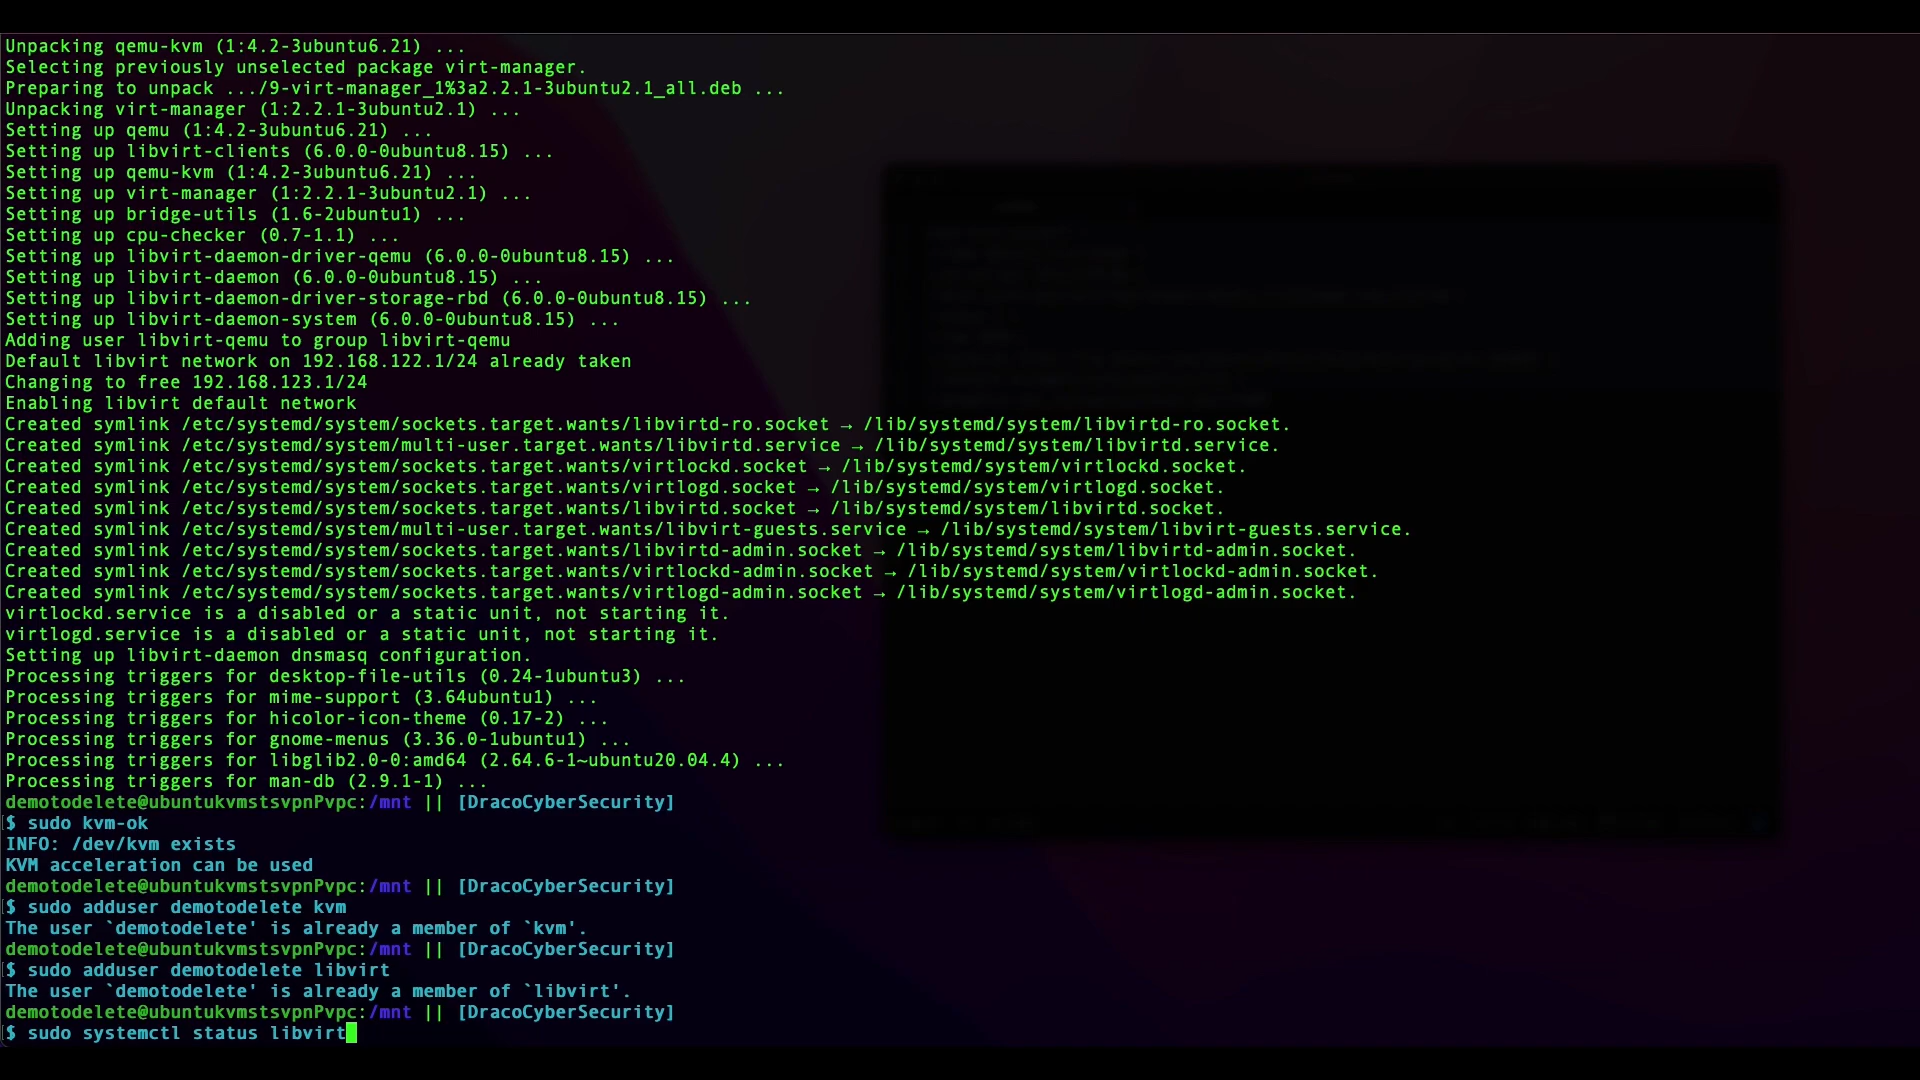 Unpacking qemu-kvm (1:4.2-3ubuntu6.21) ...
Selecting previously unselected package virt-manager.
Preparing to unpack .../9-virt-manager_1%3a2.2.1-3ubuntu2.1_all.deb ...
Unpacking virt-manager (1:2.2.1-3ubuntu2.1) ...
Setting up qemu (1:4.2-3ubuntu6.21) ...
Setting up libvirt-clients (6.0.0-0ubuntu8.15) ...
Setting up qemu-kvm (1:4.2-3ubuntu6.21) ...
Setting up virt-manager (1:2.2.1-3ubuntu2.1) ...
Setting up bridge-utils (1.6-2ubuntu1) ...
Setting up cpu-checker (0.7-1.1) ...
Setting up libvirt-daemon-driver-qemu (6.0.0-0ubuntu8.15) ...
Setting up libvirt-daemon (6.0.0-0ubuntu8.15) ...
Setting up libvirt-daemon-driver-storage-rbd (6.0.0-0ubuntu8.15) ...
Setting up libvirt-daemon-system (6.0.0-0ubuntu8.15) ...
Adding user libvirt-qemu to group libvirt-qemu
Default libvirt network on 192.168.122.1/24 already taken
Changing to free 192.168.123.1/24
Enabling libvirt default network
Created symlink /etc/systemd/system/sockets.target.wants/libvirtd-ro.socket → /lib/systemd/system/libvirtd-ro.socket.
Created symlink /etc/systemd/system/multi-user.target.wants/libvirtd.service → /lib/systemd/system/libvirtd.service.
Created symlink /etc/systemd/system/sockets.target.wants/virtlockd.socket → /lib/systemd/system/virtlockd.socket.
Created symlink /etc/systemd/system/sockets.target.wants/virtlogd.socket → /lib/systemd/system/virtlogd.socket.
Created symlink /etc/systemd/system/sockets.target.wants/libvirtd.socket → /lib/systemd/system/libvirtd.socket.
Created symlink /etc/systemd/system/multi-user.target.wants/libvirt-guests.service → /lib/systemd/system/libvirt-guests.service.
Created symlink /etc/systemd/system/sockets.target.wants/libvirtd-admin.socket → /lib/systemd/system/libvirtd-admin.socket.
Created symlink /etc/systemd/system/sockets.target.wants/virtlockd-admin.socket → /lib/systemd/system/virtlockd-admin.socket.
Created symlink /etc/systemd/system/sockets.target.wants/virtlogd-admin.socket → /lib/systemd/system/virtlogd-admin.socket.
virtlockd.service is a disabled or a static unit, not starting it.
virtlogd.service is a disabled or a static unit, not starting it.
Setting up libvirt-daemon dnsmasq configuration.
Processing triggers for desktop-file-utils (0.24-1ubuntu3) ...
Processing triggers for mime-support (3.64ubuntu1) ...
Processing triggers for hicolor-icon-theme (0.17-2) ...
Processing triggers for gnome-menus (3.36.0-1ubuntu1) ...
Processing triggers for libglib2.0-0:amd64 (2.64.6-1~ubuntu20.04.4) ...
Processing triggers for man-db (2.9.1-1) ...
demotodelete@ubuntukvmstsvpnPvpc:/mnt || [DracoCyberSecurity]
$ sudo kvm-ok
INFO: /dev/kvm exists
KVM acceleration can be used
demotodelete@ubuntukvmstsvpnPvpc:/mnt || [DracoCyberSecurity]
$ sudo adduser demotodelete kvm
The user `demotodelete' is already a member of `kvm'.
demotodelete@ubuntukvmstsvpnPvpc:/mnt || [DracoCyberSecurity]
$ sudo adduser demotodelete libvirt
The user `demotodelete' is already a member of `libvirt'.
demotodelete@ubuntukvmstsvpnPvpc:/mnt || [DracoCyberSecurity]
$ sudo systemctl status libvirt